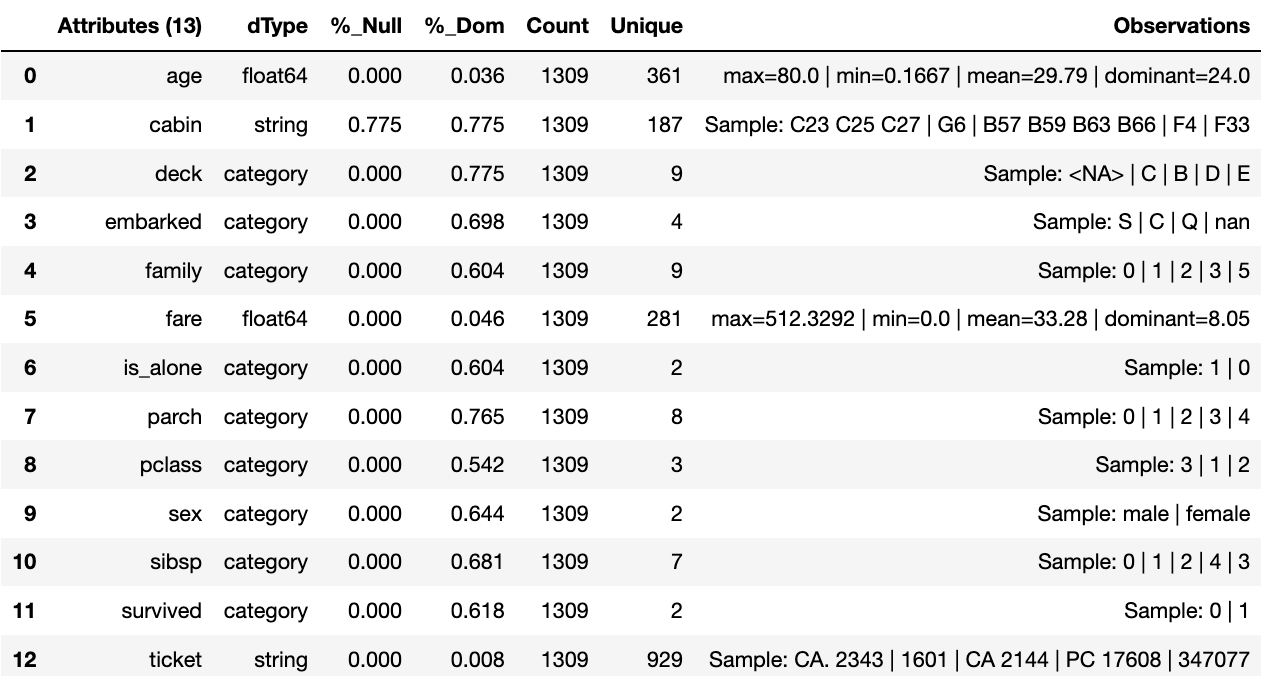 Attributes (13) dType %_Null %_Dom Count Unique Observations
0 age float64 0.000 0.036 1309 361 max=80.0 | min=0.1667 | mean=29.79 | dominant=24.0
1 cabin string 0.775 0.775 1309 187 Sample: C23 C25 C27 | G6 | B57 B59 B63 B66 | F4 | F33
2 deck category 0.000 0.775 1309 9 Sample: <NA> | C | B | D | E
3 embarked category 0.000 0.698 1309 4 Sample: S | C | Q | nan
4 family category 0.000 0.604 1309 9 Sample: 0 | 1 | 2 | 3 | 5
5 fare float64 0.000 0.046 1309 281 max=512.3292 | min=0.0 | mean=33.28 | dominant=8.05
6 is_alone category 0.000 0.604 1309 2 Sample: 1 | 0
7 parch category 0.000 0.765 1309 8 Sample: 0 | 1 | 2 | 3 | 4
8 pclass category 0.000 0.542 1309 3 Sample: 3 | 1 | 2
9 sex category 0.000 0.644 1309 2 Sample: male | female
10 sibsp category 0.000 0.681 1309 7 Sample: 0 | 1 | 2 | 4 | 3
11 survived category 0.000 0.618 1309 2 Sample: 0 | 1
12 ticket string 0.000 0.008 1309 929 Sample: CA. 2343 | 1601 | CA 2144 | PC 17608 | 347077